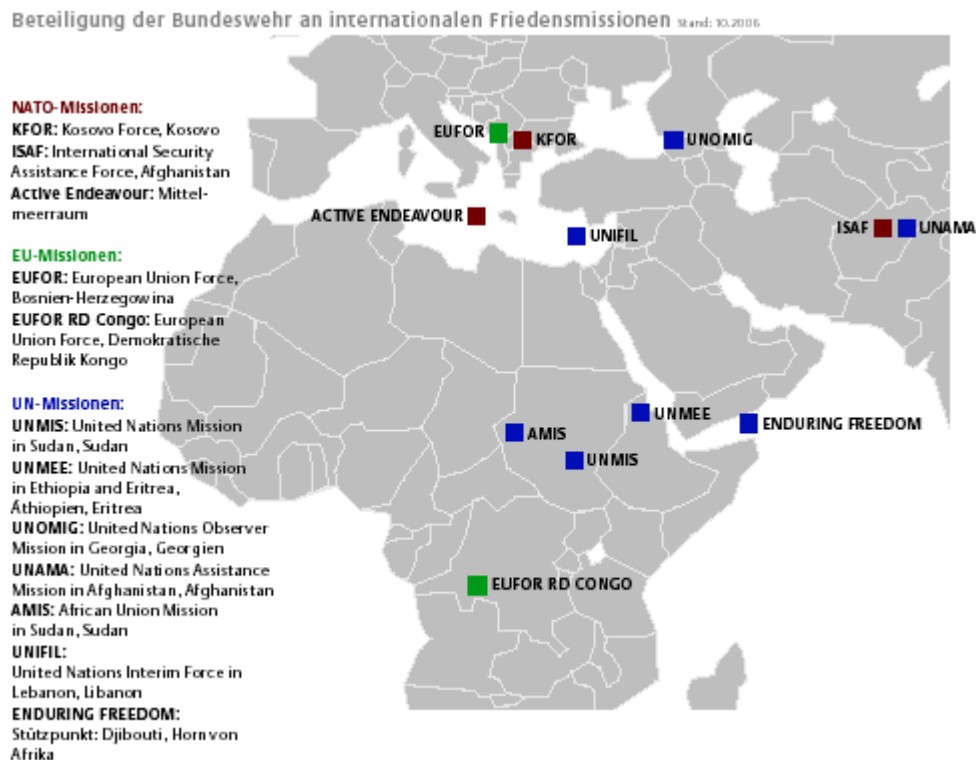 Beteiligung der Bundeswehr an internationalen Friedensmissionen Stand: 10.2006
NATO-Missionen:
KFOR: Kosovo Force, Kosovo
ISAF: International Security
Assistance Force, Afghanistan
Active Endeavour: Mittel-
meerraum
EU-Missionen:
EUFOR: European Union Force,
Bosnien-Herzegowina
EUFOR RD Congo: European
Union Force, Demokratische
Republik Kongo
UN-Missionen:
UNMIS: United Nations Mission
in Sudan, Sudan
UNMEE: United Nations Mission
in Ethiopia and Eritrea,
Äthiopien, Eritrea
UNOMIG: United Nations Observer
Mission in Georgia, Georgien
UNAMA: United Nations Assistance
Mission in Afghanistan, Afghanistan
AMIS: African Union Mission
in Sudan, Sudan
UNIFIL:
United Nations Interim Force in
Lebanon, Libanon
ENDURING FREEDOM:
Stützpunkt: Djibouti, Horn von
Afrika
EUFOR
KFOR
UNOMIG
ACTIVE ENDEAVOUR
UNIFIL
ISAF
UNAMA
UNMEE
ENDURING FREEDOM
AMIS
UNMIS
EUFOR RD CONGO